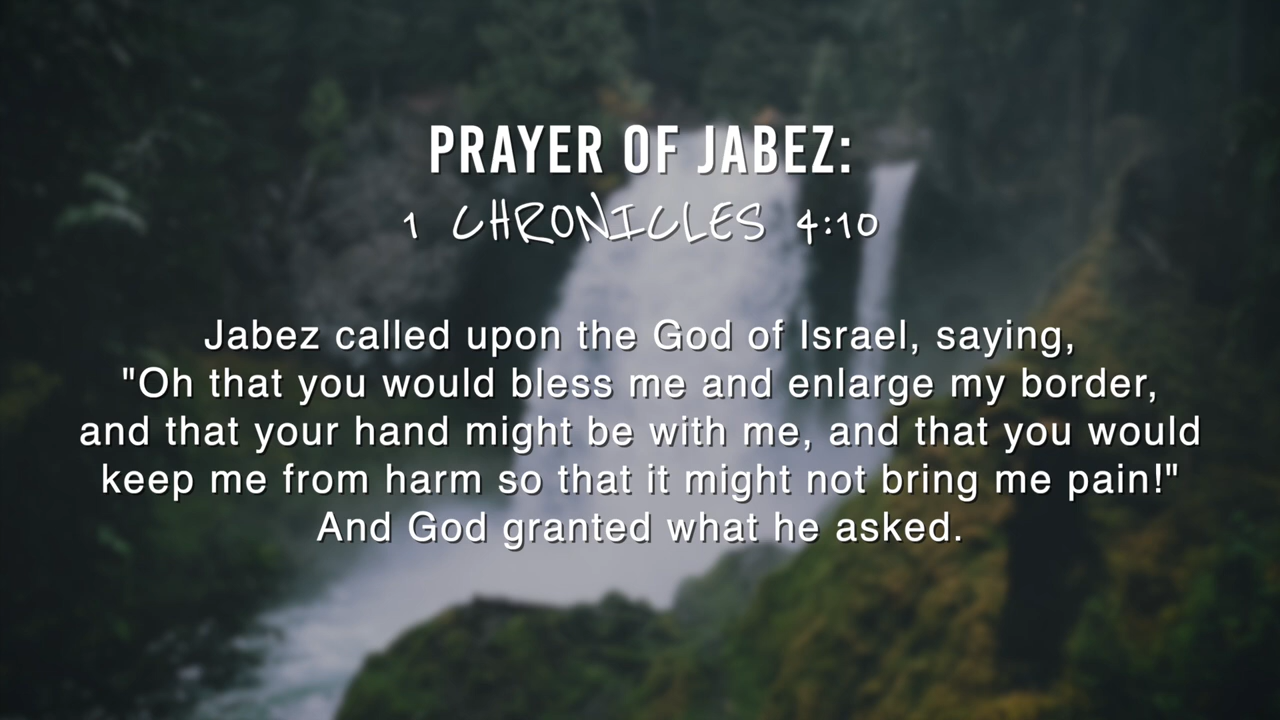 PRAYER OF JABEZ:
1 CHRONICLES 4:10
Jabez called upon the God of Israel, saying,
"Oh that you would bless me and enlarge my border,
and that your hand might be with me, and that you would
keep me from harm so that it might not bring me pain!"
And God granted what he asked.